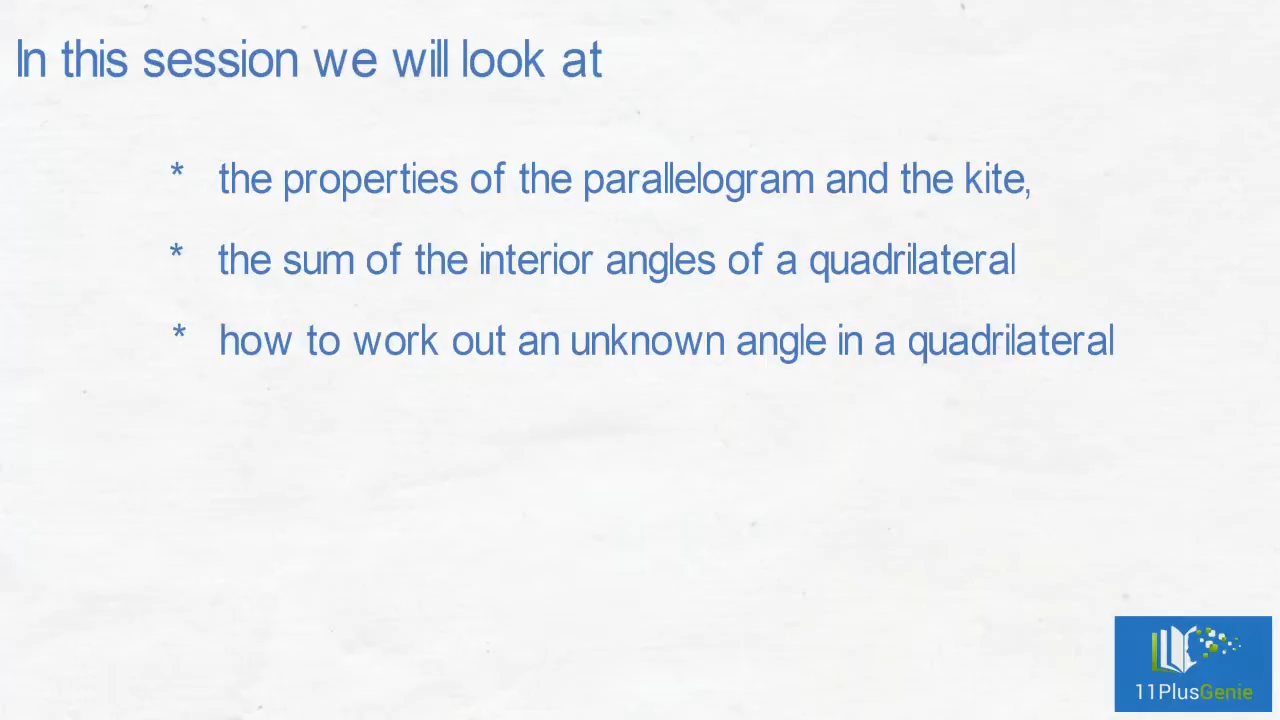 In this session we will look at
* the properties of the parallelogram and the kite,
* the sum of the interior angles of a quadrilateral
* how to work out an unknown angle in a quadrilateral
11PlusGenie